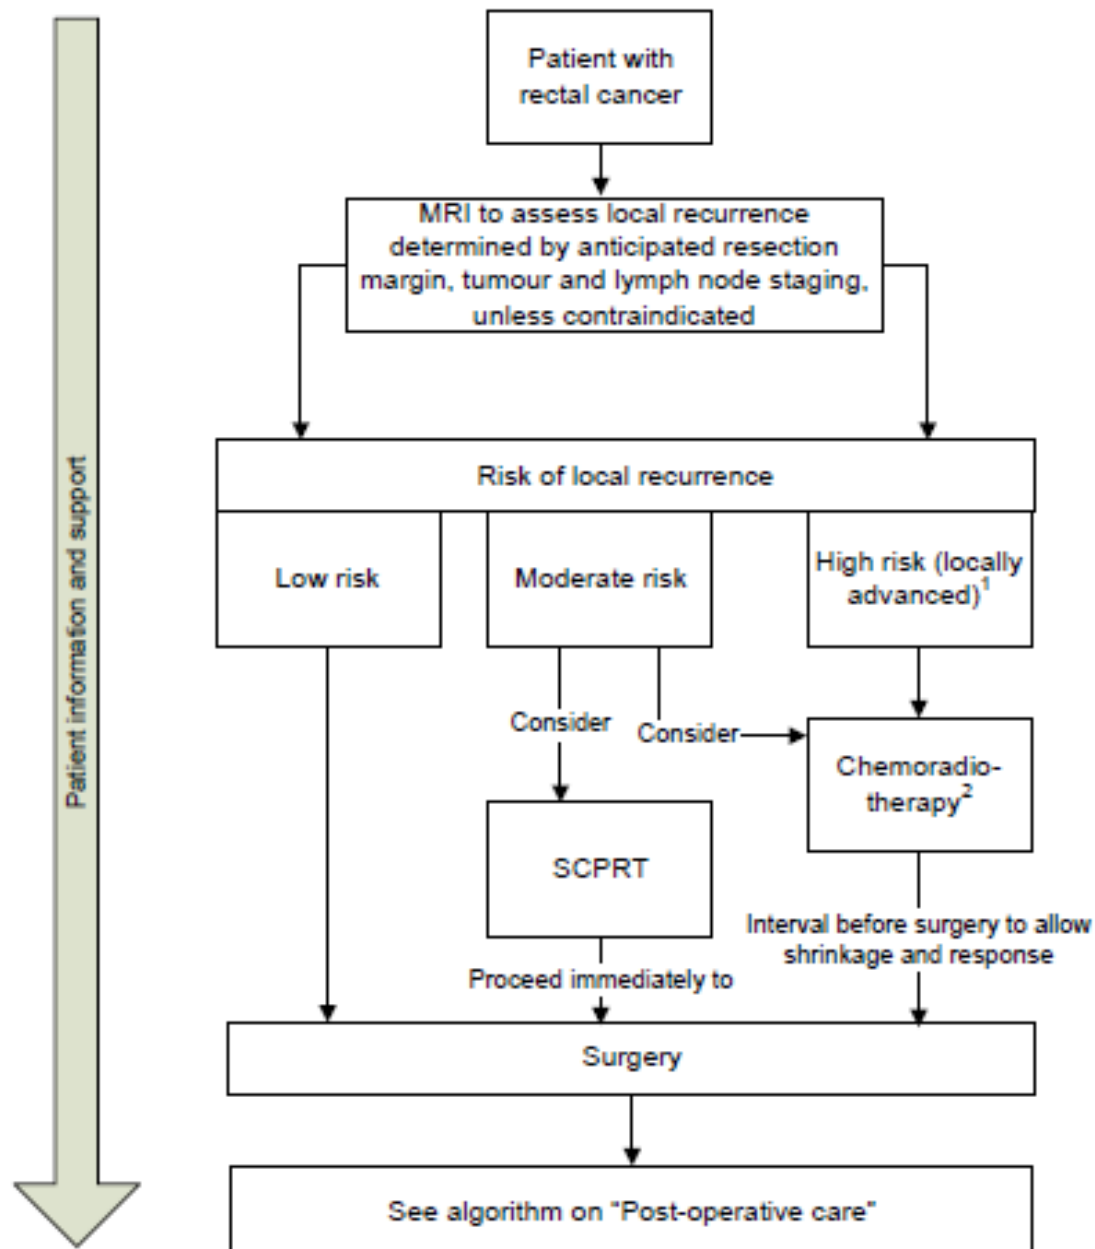 Patient information and support
Patient with
rectal cancer
MRI to assess local recurrence
determined by anticipated resection
margin, tumour and lymph node staging,
unless contraindicated
Risk of local recurrence
Low risk
Moderate risk
High risk (locally
advanced)1
Consider
Consider
Chemoradio-
therapy2
SCPRT
Interval before surgery to allow
shrinkage and response
Proceed immediately to
Surgery
See algorithm on "Post-operative care"